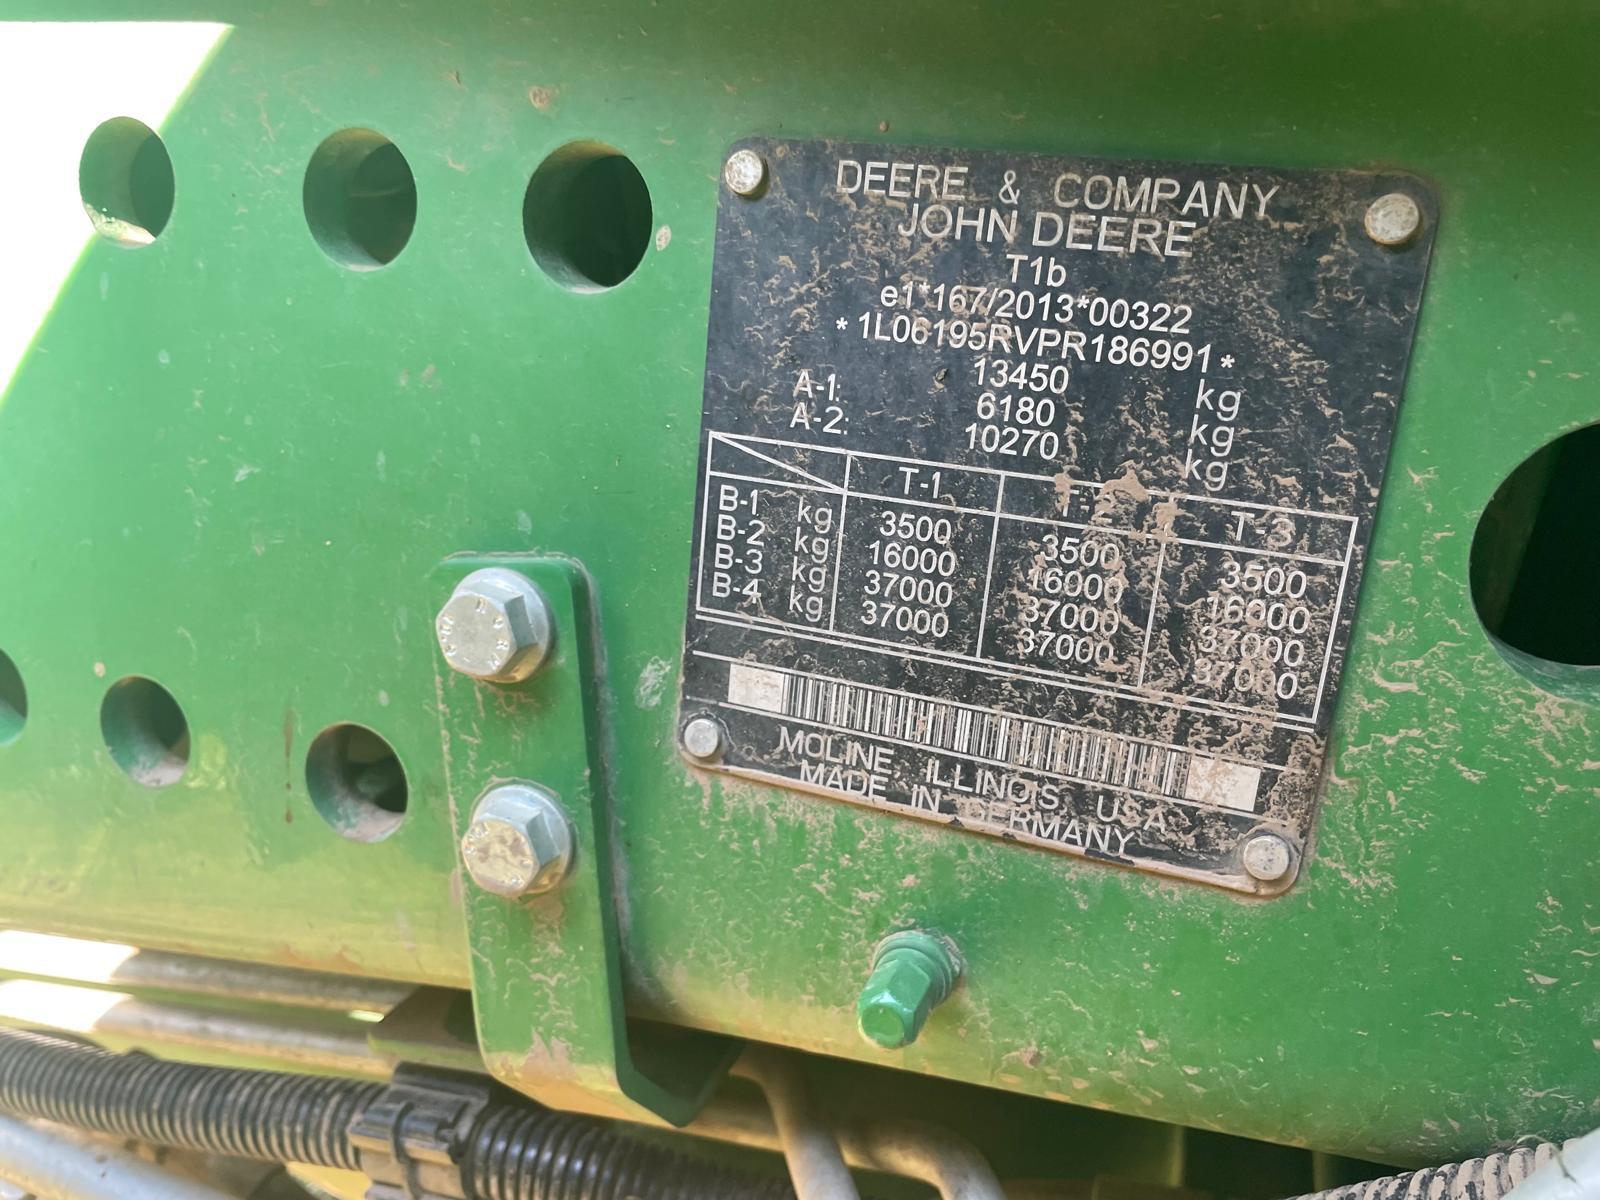 DEERE & COMPANY
JOHN DEERE
T1b
e1*167/2013*00322
*1L06195RVPR186991*
13450 kg
A-1: 6180 kg
A-2: 10270 kg
T-1 T-2 T-3
B-1 kg 3500 3500 3500
B-2 kg 16000 16000 16000
B-3 kg 37000 37000 37000
B-4 kg 37000 37000 37000
MOLINE, ILLINOIS, U.S.A.
MADE IN GERMANY